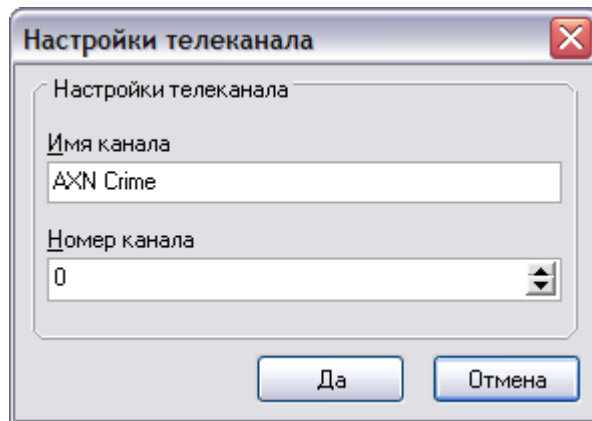 Настройки телеканала
Настройки телеканала
Имя канала
AXN Crime
Номер канала
0
Да Отмена